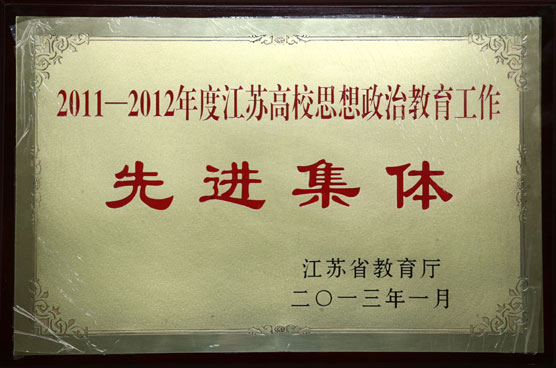 2011—2012年度江苏高校思想政治教育工作
先进集体
江苏省教育厅
二〇一三年一月